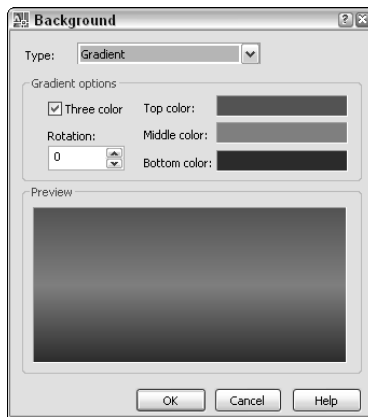 Background
Type: Gradient
Gradient options
Three color Top color:
Rotation: Middle color:
0 Bottom color:
Preview
OK Cancel Help